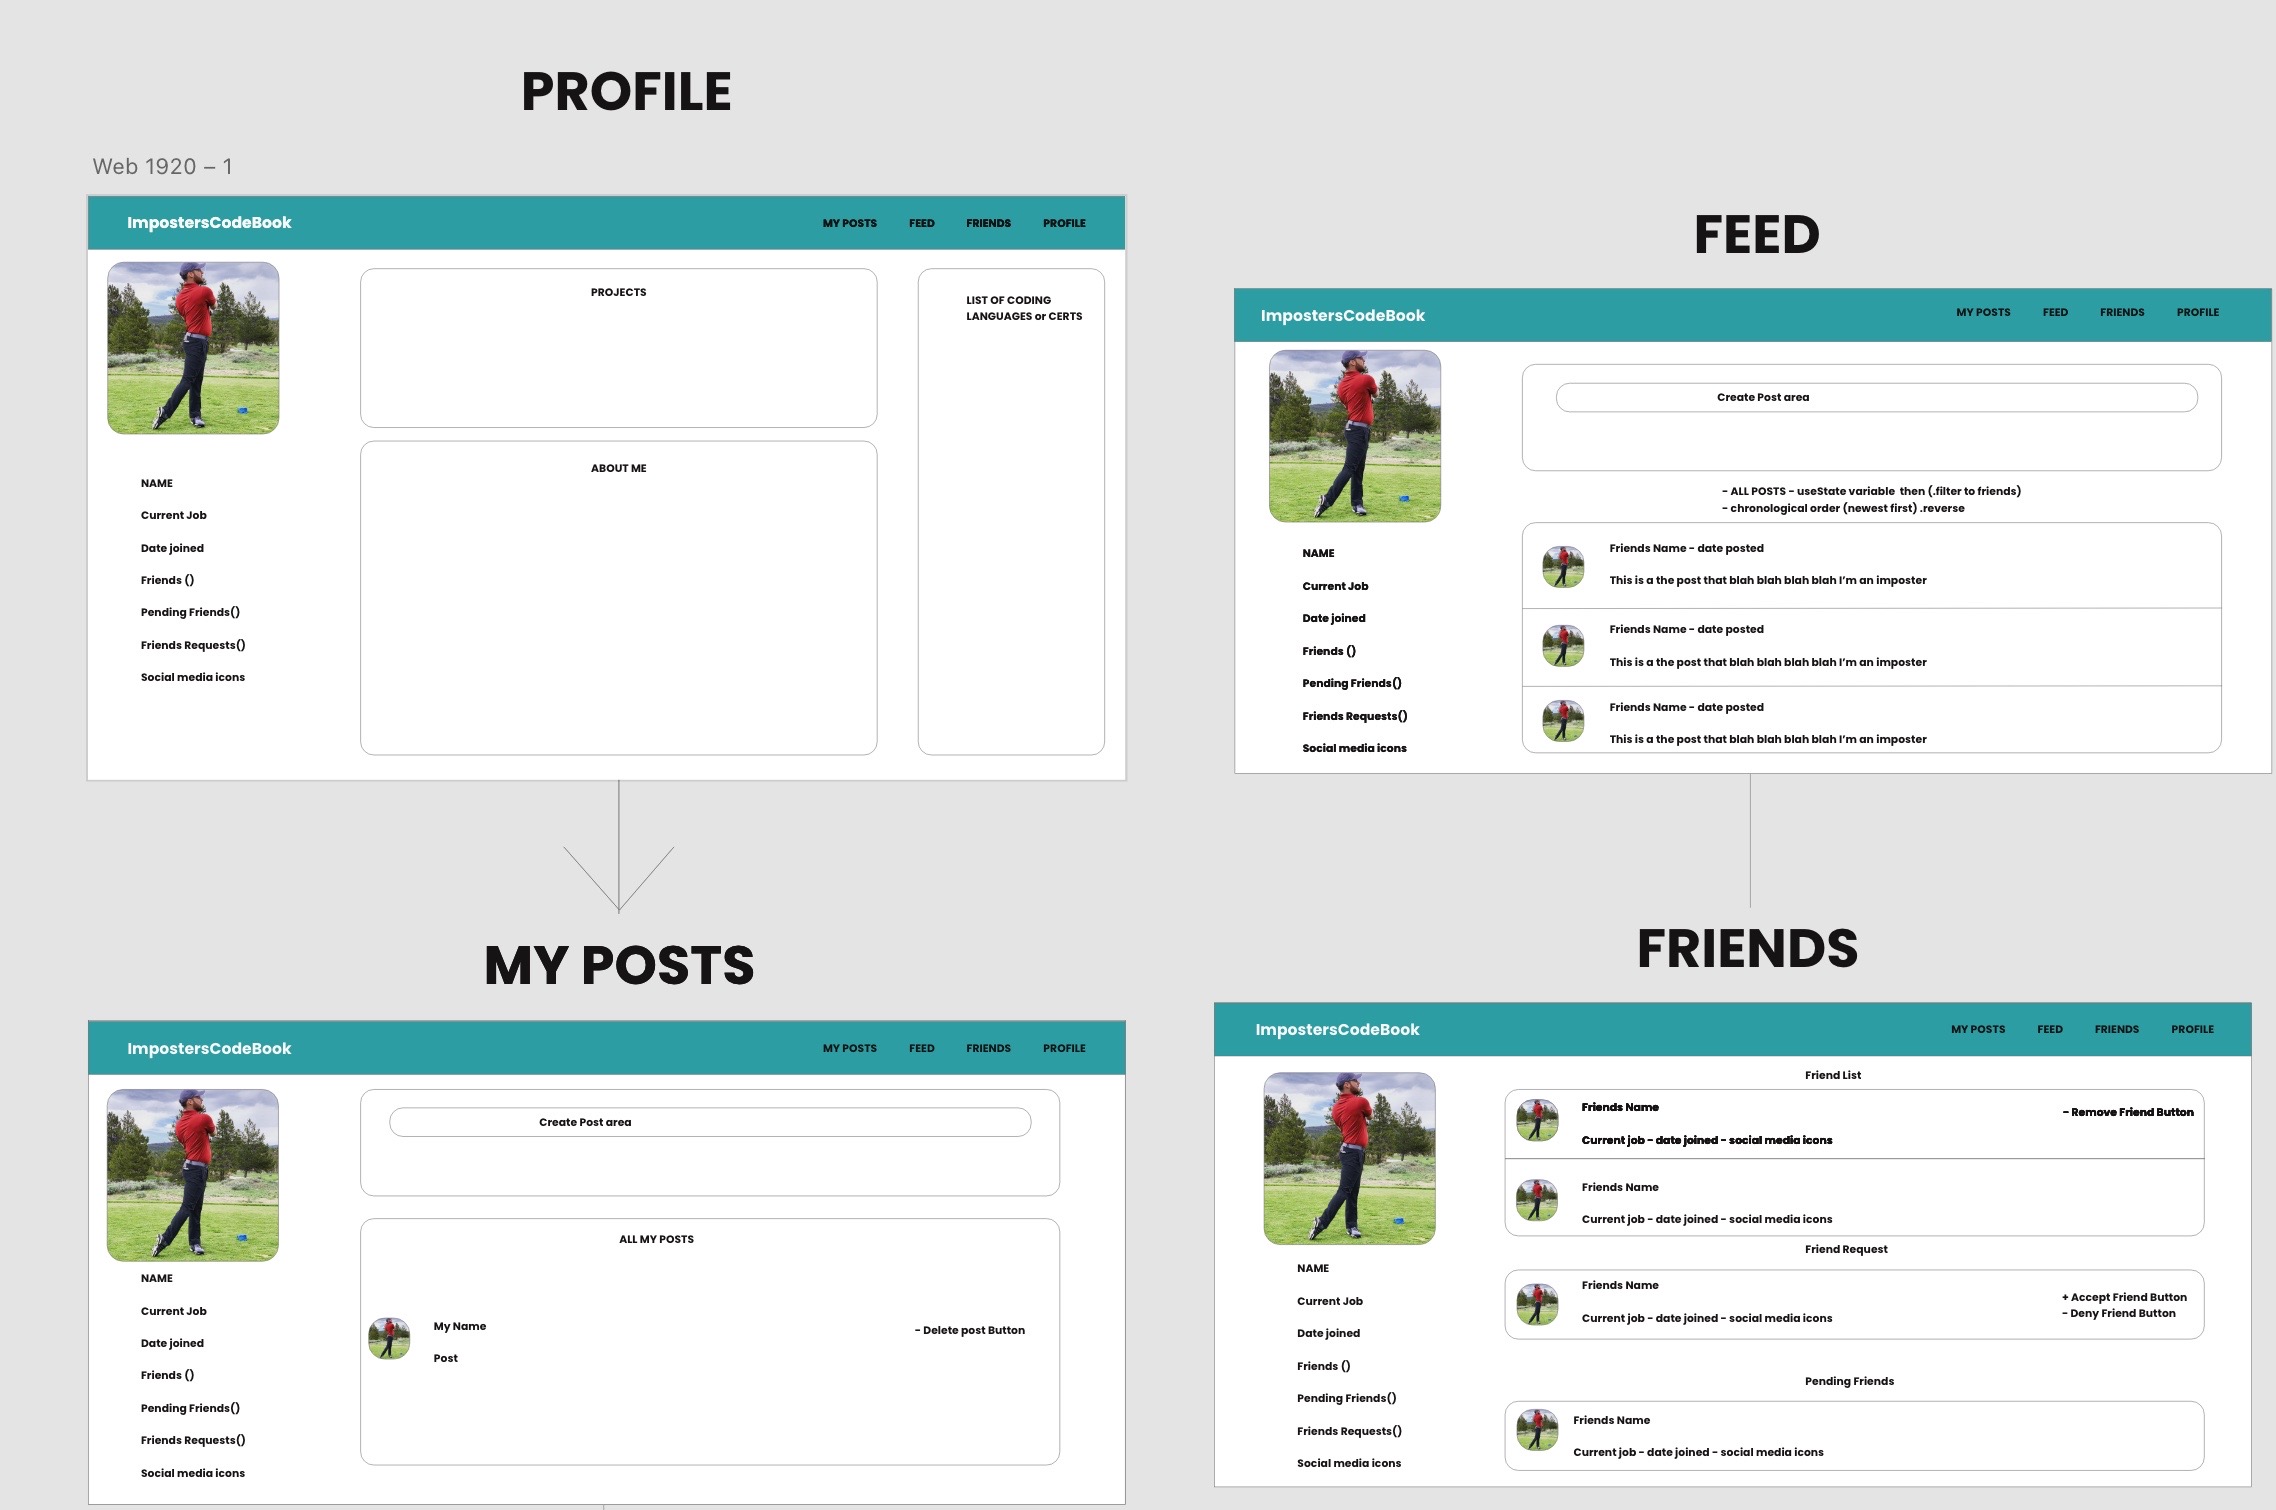 PROFILE
Web 1920 – 1
ImpostersCodeBook
MY POSTS FEED FRIENDS PROFILE
PROJECTS
LIST OF CODING
LANGUAGES or CERTS
ABOUT ME
NAME
Current Job
Date joined
Friends ()
Pending Friends()
Friends Requests()
Social media icons
FEED
ImpostersCodeBook
MY POSTS FEED FRIENDS PROFILE
Create Post area
- ALL POSTS - useState variable then (.filter to friends)
- chronological order (newest first) .reverse
Friends Name - date posted
This is a the post that blah blah blah blah I'm an imposter
Friends Name - date posted
This is a the post that blah blah blah blah I'm an imposter
Friends Name - date posted
This is a the post that blah blah blah blah I'm an imposter
NAME
Current Job
Date joined
Friends ()
Pending Friends()
Friends Requests()
Social media icons
MY POSTS
ImpostersCodeBook
MY POSTS FEED FRIENDS PROFILE
Create Post area
ALL MY POSTS
My Name
- Delete post Button
Post
NAME
Current Job
Date joined
Friends ()
Pending Friends()
Friends Requests()
Social media icons
FRIENDS
ImpostersCodeBook
MY POSTS FEED FRIENDS PROFILE
Friend List
Friends Name
- Remove Friend Button
Current job - date joined - social media icons
Friends Name
Current job - date joined - social media icons
Friend Request
Friends Name
+ Accept Friend Button
- Deny Friend Button
Current job - date joined - social media icons
Pending Friends
Friends Name
Current job - date joined - social media icons
NAME
Current Job
Date joined
Friends ()
Pending Friends()
Friends Requests()
Social media icons